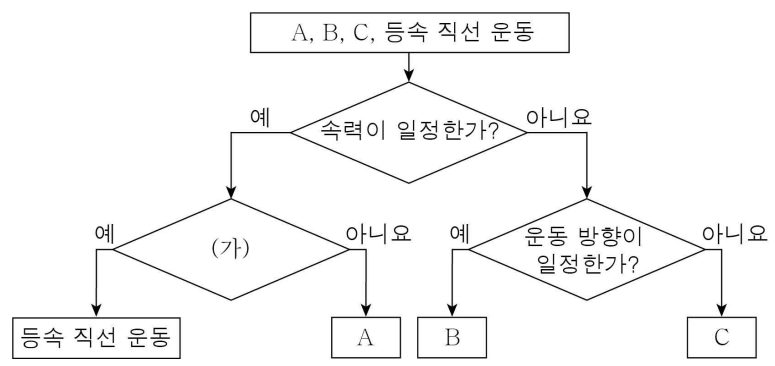 A, B, C, 등속 직선 운동
예
속력이 일정한가?
아니요
예
(가)
아니요
예
운동 방향이
일정한가?
아니요
등속 직선 운동
A
B
C